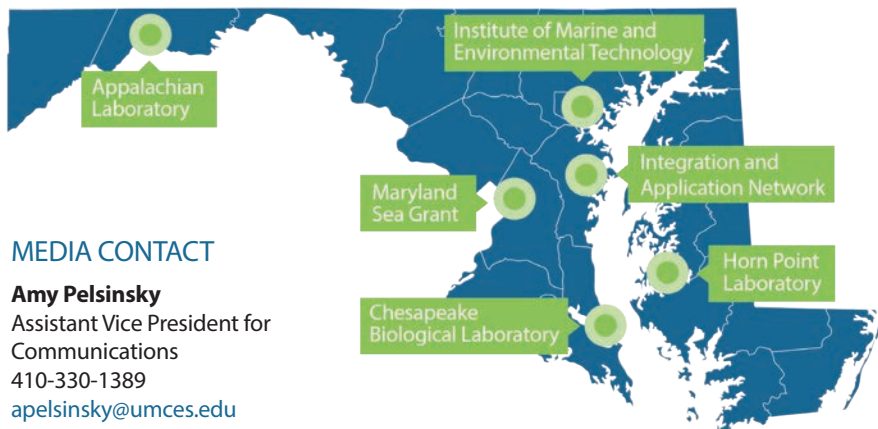 Institute of Marine and
Environmental Technology
Appalachian
Laboratory
Integration and
Application Network
Maryland
Sea Grant
Horn Point
Laboratory
Chesapeake
Biological Laboratory
MEDIA CONTACT
Amy Pelsinsky
Assistant Vice President for
Communications
410-330-1389
apelsinsky@umces.edu